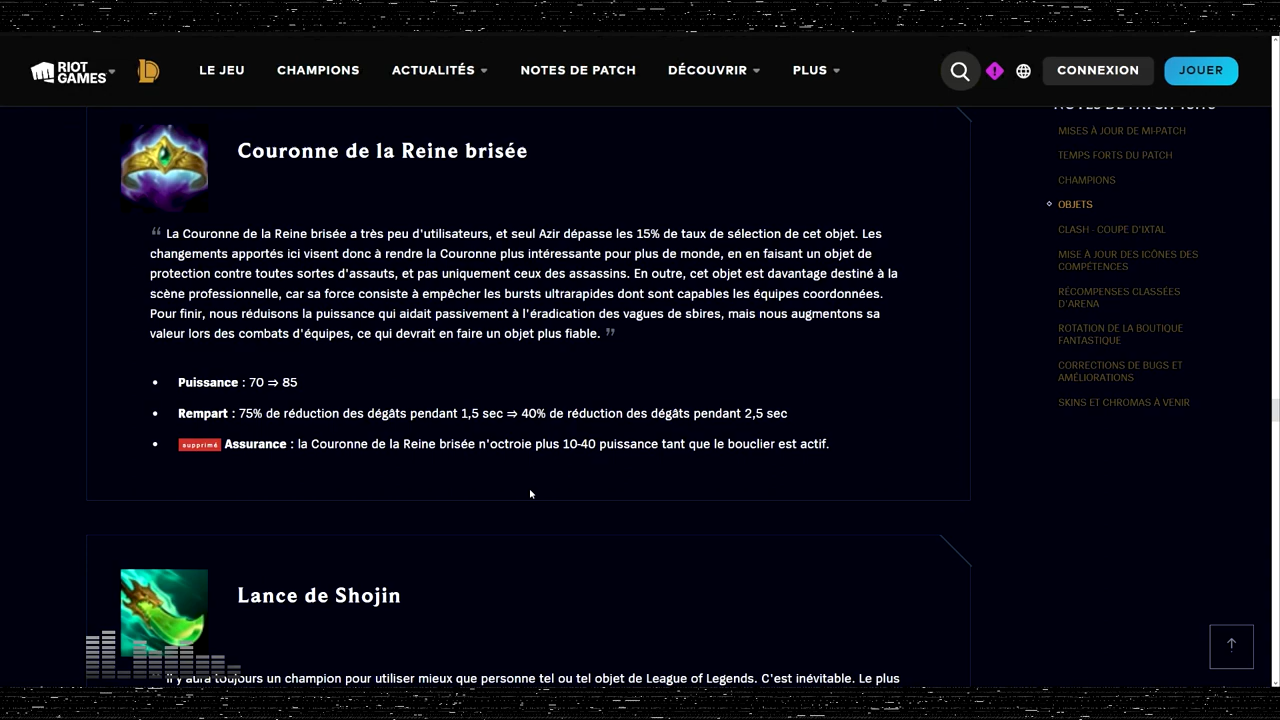 RIOT GAMES
LE JEU
CHAMPIONS
ACTUALITÉS
NOTES DE PATCH
DÉCOUVRIR
PLUS
CONNEXION
JOUER
Couronne de la Reine brisée
“ La Couronne de la Reine brisée a très peu d'utilisateurs, et seul Azir dépasse les 15% de taux de sélection de cet objet. Les
changements apportés ici visent donc à rendre la Couronne plus intéressante pour plus de monde, en en faisant un objet de
protection contre toutes sortes d'assauts, et pas uniquement ceux des assassins. En outre, cet objet est davantage destiné à la
scène professionnelle, car sa force consiste à empêcher les bursts ultrarapides dont sont capables les équipes coordonnées.
Pour finir, nous réduisons la puissance qui aidait passivement à l'éradication des vagues de sbires, mais nous augmentons sa
valeur lors des combats d'équipes, ce qui devrait en faire un objet plus fiable. ”
• Puissance : 70 ⇒ 85
• Rempart : 75% de réduction des dégâts pendant 1,5 sec ⇒ 40% de réduction des dégâts pendant 2,5 sec
• supprimé Assurance : la Couronne de la Reine brisée n'octroie plus 10-40 puissance tant que le bouclier est actif.
Lance de Shojin
Il y aura toujours un champion pour utiliser mieux que personne tel ou tel objet de League of Legends. C'est inévitable. Le plus
NOTES DE PATCH
MISES À JOUR DE MI-PATCH
TEMPS FORTS DU PATCH
CHAMPIONS
OBJETS
CLASH - COUPE D'IXTAL
MISE À JOUR DES ICÔNES DES
COMPÉTENCES
RÉCOMPENSES CLASSÉES
D'ARENA
ROTATION DE LA BOUTIQUE
FANTASTIQUE
CORRECTIONS DE BUGS ET
AMÉLIORATIONS
SKINS ET CHROMAS À VENIR